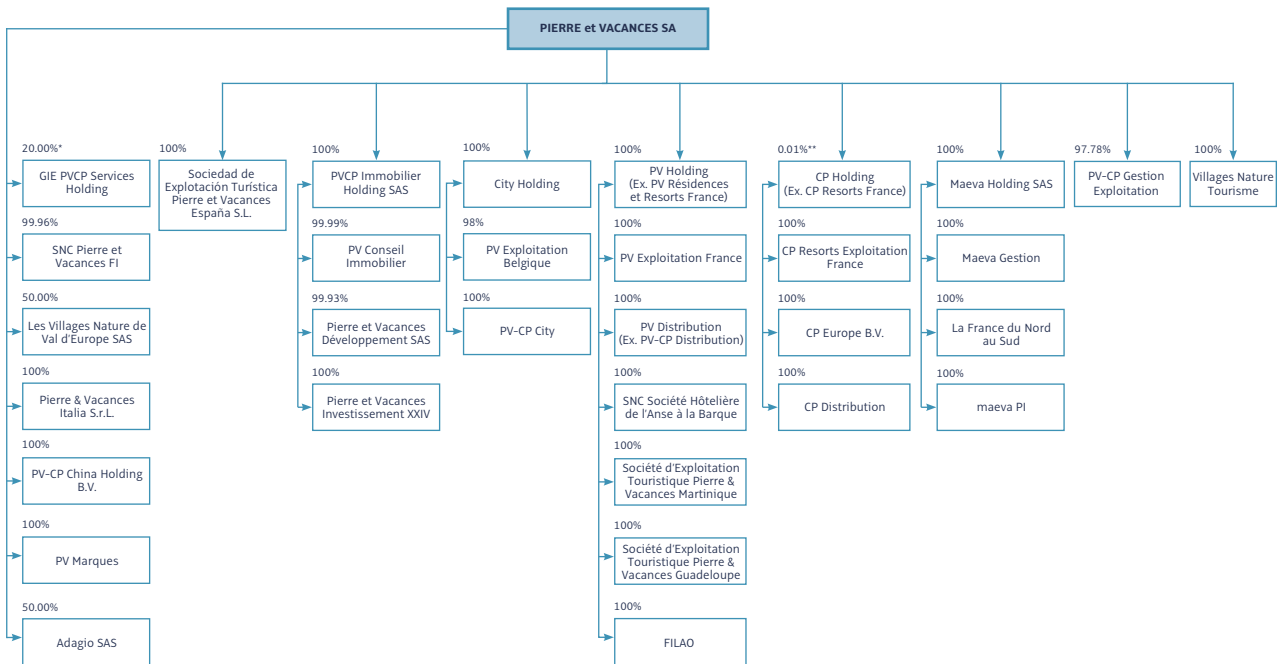 PIERRE et VACANCES SA
20.00%*
GIE PVCP Services
Holding
99.96%
SNC Pierre et
Vacances FI
50.00%
Les Villages Nature de
Val d'Europe SAS
100%
Pierre & Vacances
Italia S.r.L.
100%
PV-CP China Holding
B.V.
100%
PV Marques
50.00%
Adagio SAS
100%
Sociedad de
Explotación Turística
Pierre et Vacances
España S.L.
100%
PVCP Immobilier
Holding SAS
99.99%
PV Conseil
Immobilier
99.93%
Pierre et Vacances
Développement SAS
100%
Pierre et Vacances
Investissement XXIV
100%
City Holding
98%
PV Exploitation
Belgique
100%
PV-CP City
100%
PV Holding
(Ex. PV Résidences
et Resorts France)
100%
PV Exploitation France
100%
PV Distribution
(Ex. PV-CP Distribution)
100%
SNC Société Hôtelière
de l'Anse à la Barque
100%
Société d'Exploitation
Touristique Pierre &
Vacances Martinique
100%
Société d'Exploitation
Touristique Pierre &
Vacances Guadeloupe
100%
FILAO
0.01%**
CP Holding
(Ex. CP Resorts France)
100%
CP Resorts Exploitation
France
100%
CP Europe B.V.
100%
CP Distribution
100%
Maeva Holding SAS
100%
Maeva Gestion
100%
La France du Nord
au Sud
100%
maeva PI
97.78%
PV-CP Gestion
Exploitation
100%
Villages Nature
Tourisme